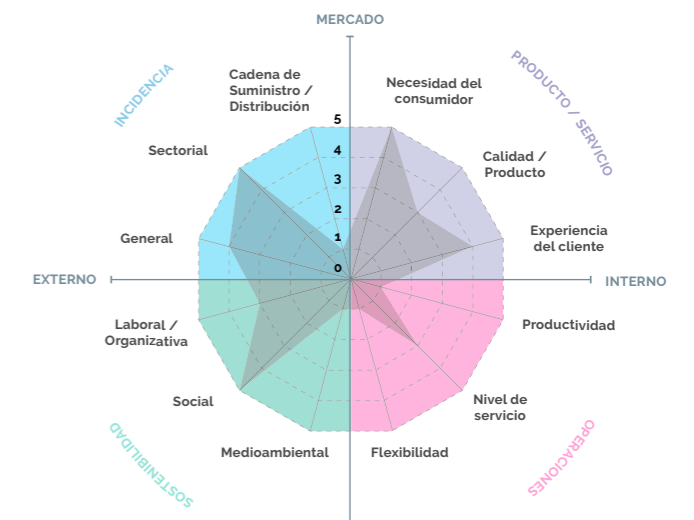 MERCADO
INCIDENCIA
PRODUCTO / SERVICIO
Cadena de
Suministro /
Distribución
Necesidad del
consumidor
Sectorial
Calidad /
Producto
General
Experiencia
del cliente
5
4
3
2
1
0
EXTERNO
INTERNO
Laboral /
Organizativa
Productividad
Social
Nivel de
servicio
Medioambiental
Flexibilidad
SOSTENIBILIDAD
OPERACIONES